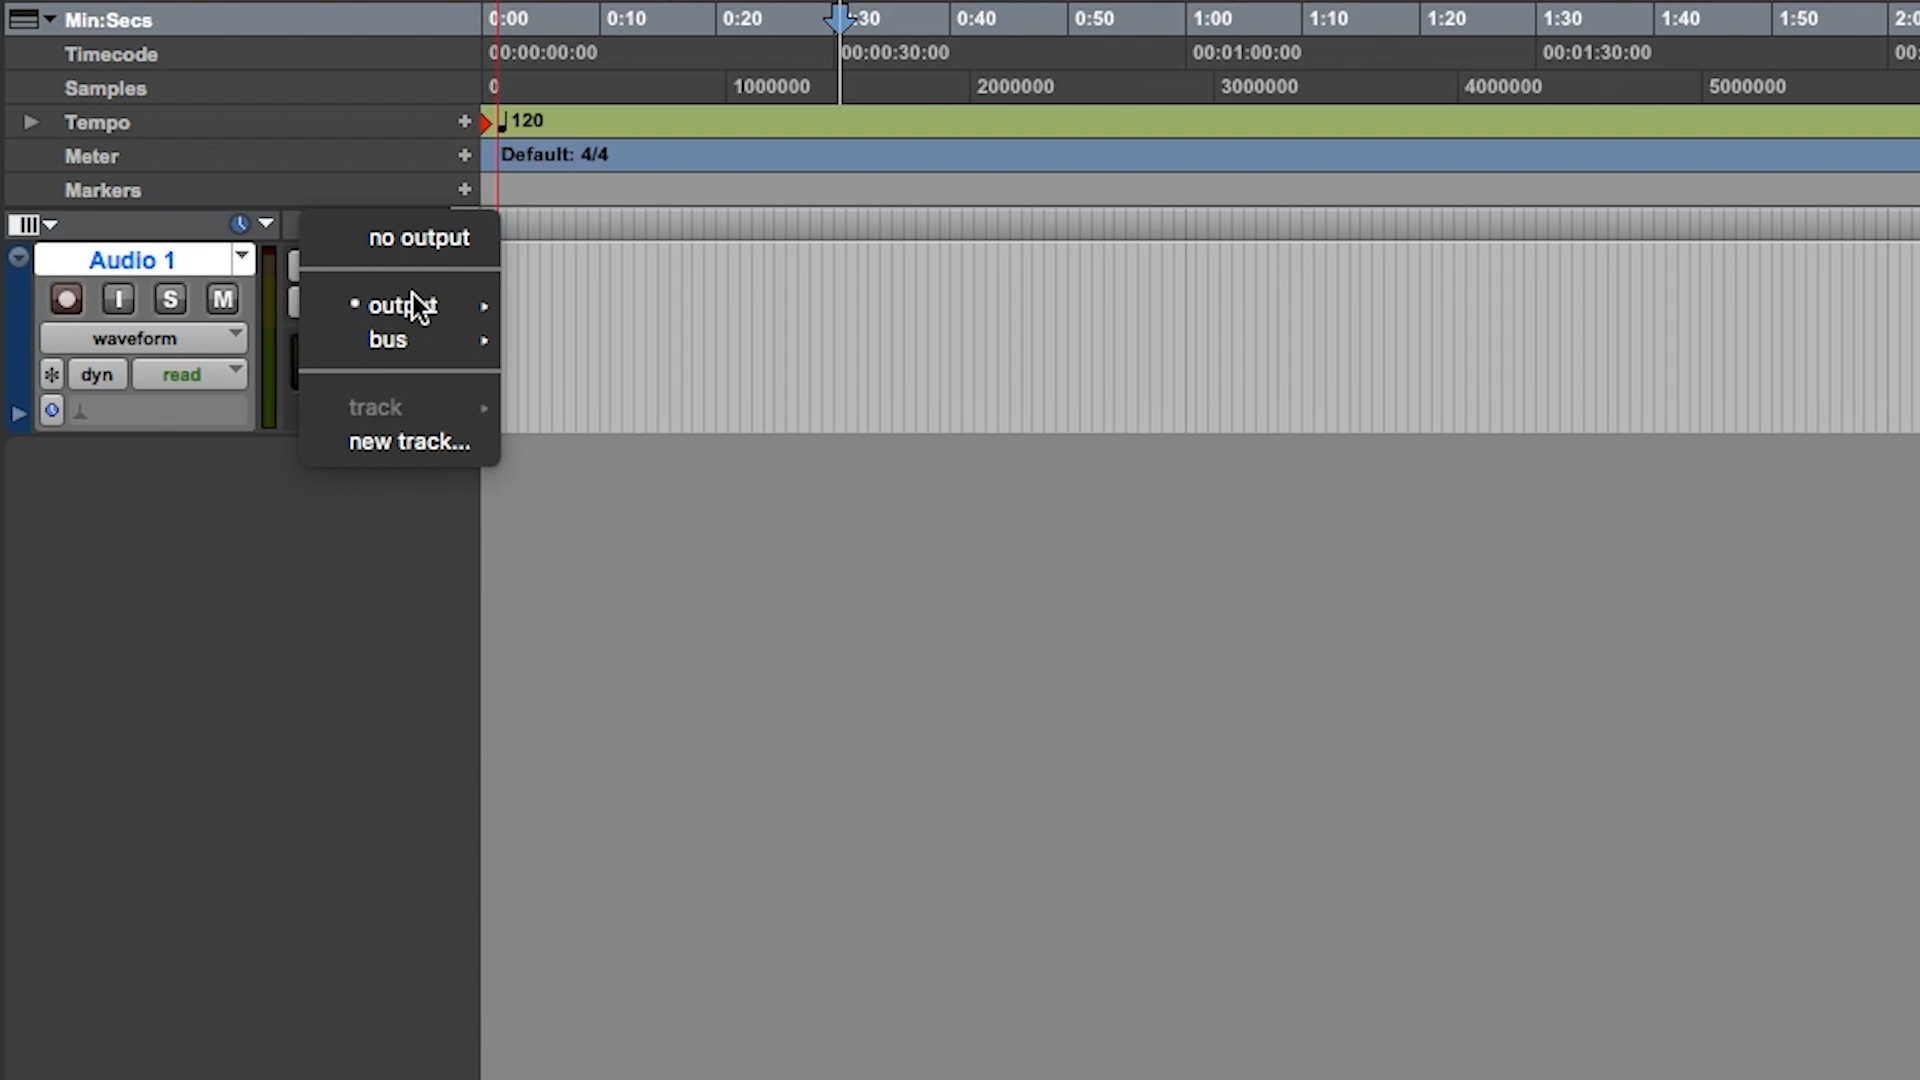 Min:Secs 0:00 0:10 0:20 :30 0:40 0:50 1:00 1:10 1:20 1:30 1:40 1:50 2:0
Timecode 00:00:00:00 00:00:30:00 00:01:00:00 00:01:30:00 00:
Samples 0 1000000 2000000 3000000 4000000 5000000
Tempo + 120
Meter + Default: 4/4
Markers +
no output
Audio 1
I S M
output
waveform
bus
dyn read
track
new track...